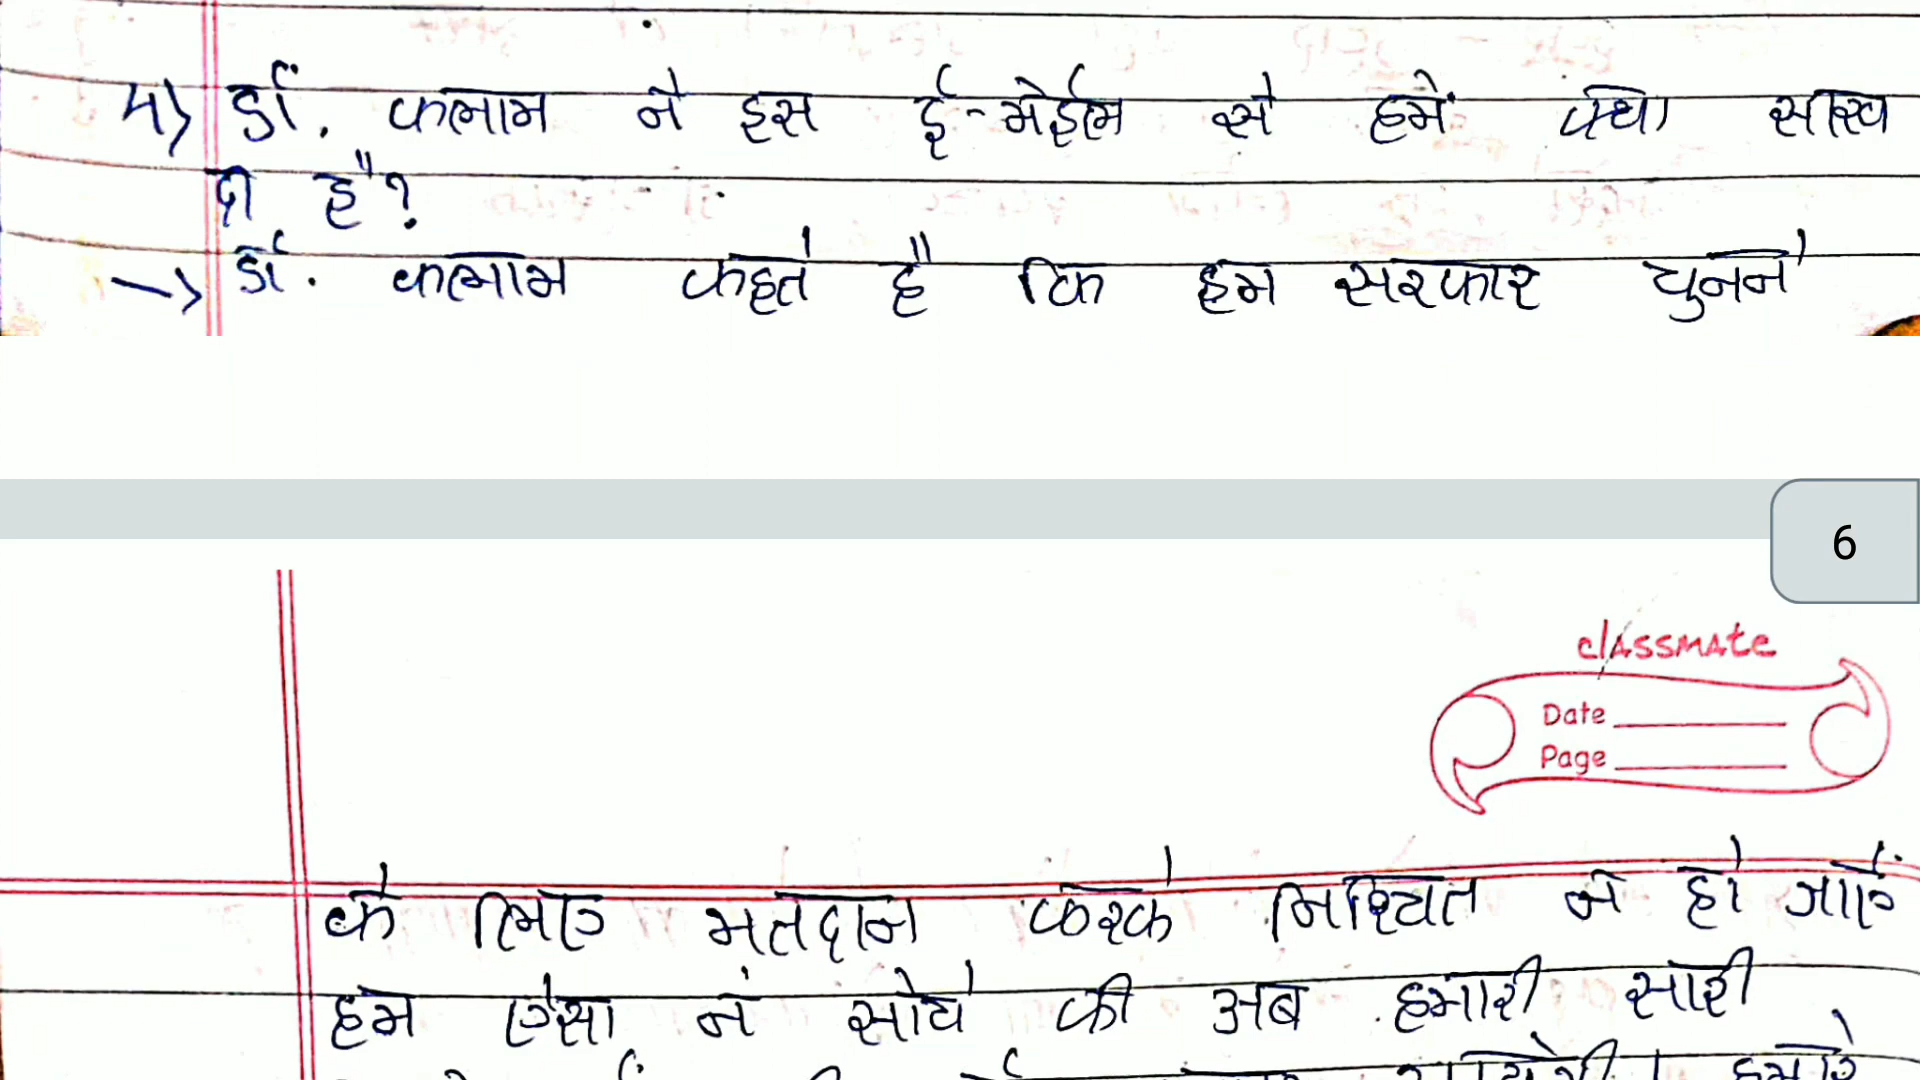 4) डॉ. कलाम ने इस ई-मेईल से हमें क्या सीख
दी है?
→ डॉ. कलाम कहते है कि हम सरकार चुनने
6
classmate
Date
Page
के लिए मतदान करके निश्चित ने हो जाएँ
हम ऐसा नं सोचे की अब हमारी सारी
हमारे